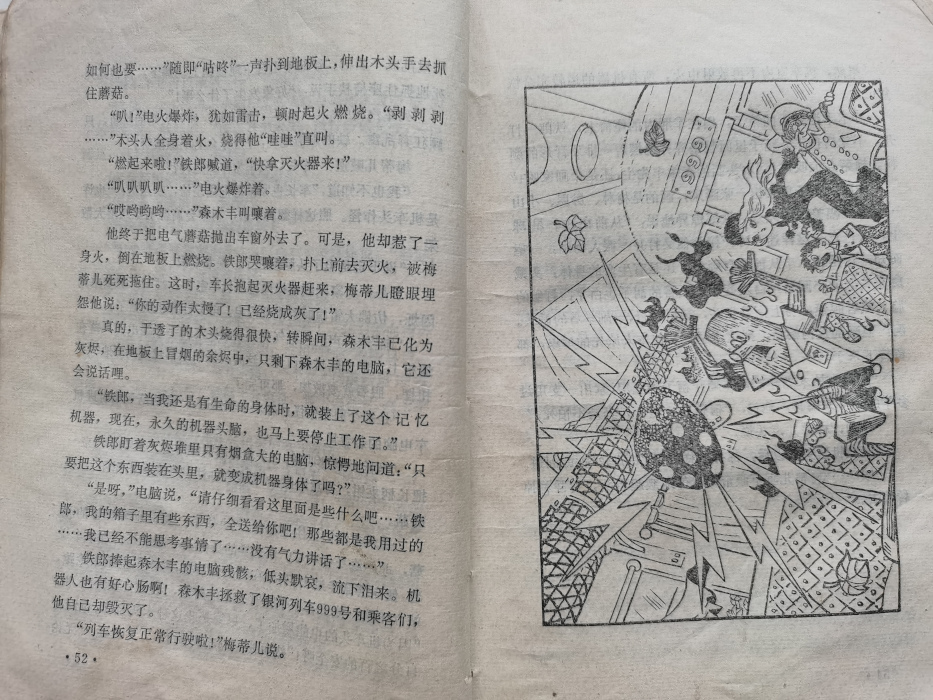 如何也要……”随即“咕咚”一声扑到地板上，伸出木头手去抓
住蘑菇。
“叭！”电火爆炸，犹如雷击，顿时起火燃烧。“剥剥剥
……”木头人全身着火，烧得他“哇哇”直叫。
“燃起来啦！”铁郎喊道，“快拿灭火器来！”
“叭叭叭叭……”电火爆炸着。
“哎哟哟哟……”森木丰叫嚷着。
他终于把电气蘑菇抛出车窗外去了。可是，他却惹了一
身火，倒在地板上燃烧。铁郎哭嚷着，扑上前去灭火，被梅
蒂儿死死拖住。这时，车长抱起灭火器赶来，梅蒂儿瞪眼埋
怨他说：“你的动作太慢了！已经烧成灰了！”
真的，干透了的木头烧得很快，转瞬间，森木丰已化为
灰烬，在地板上冒烟的余烬中，只剩下森木丰的电脑，它还
会说话哩。
“铁郎，当我还是有生命的身体时，就装上了这个记忆
机器，现在，永久的机器头脑，也马上要停止工作了。”
铁郎盯着灰烬堆里只有烟盒大的电脑，惊愕地问道：“只
要把这个东西装在头里，就变成机器身体了吗？”
“是呀，”电脑说，“请仔细看看这里面是些什么吧……铁
郎，我的箱子里有些东西，全送给你吧！那些都是我用过的
……我已经不能思考事情了……没有气力讲话了……”
铁郎捧起森木丰的电脑残骸，低头默哀，流下泪来。机
器人也有好心肠啊！森木丰拯救了银河列车999号和乘客们，
他自己却毁灭了。
“列车恢复正常行驶啦！”梅蒂儿说。
·52·